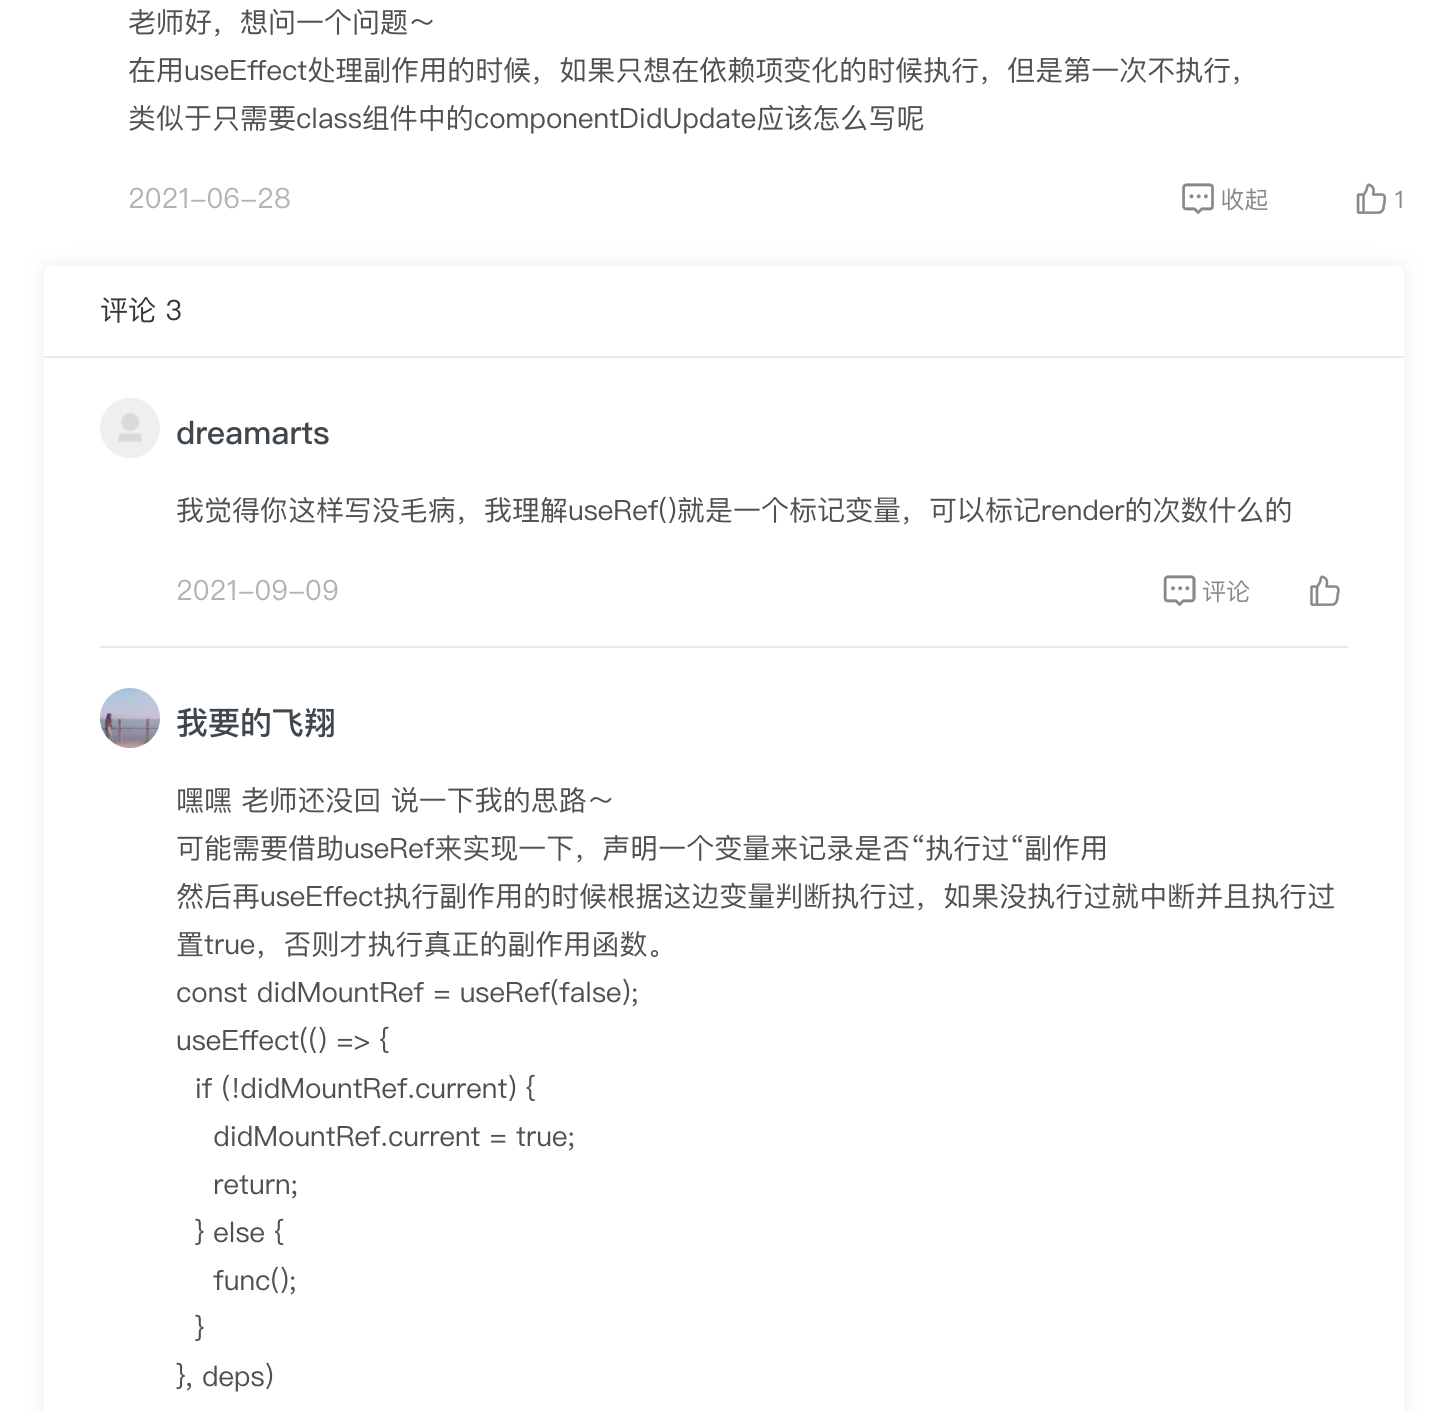 老师好，想问一个问题～
在用useEffect处理副作用的时候，如果只想在依赖项变化的时候执行，但是第一次不执行，
类似于只需要class组件中的componentDidUpdate应该怎么写呢
2021-06-28
收起
1
评论 3
dreamarts
我觉得你这样写没毛病，我理解useRef()就是一个标记变量，可以标记render的次数什么的
2021-09-09
评论
我要的飞翔
嘿嘿 老师还没回 说一下我的思路～
可能需要借助useRef来实现一下，声明一个变量来记录是否“执行过“副作用
然后再useEffect执行副作用的时候根据这边变量判断执行过，如果没执行过就中断并且执行过
置true，否则才执行真正的副作用函数。
const didMountRef = useRef(false);
useEffect(() => {
if (!didMountRef.current) {
didMountRef.current = true;
return;
} else {
func();
}
}, deps)